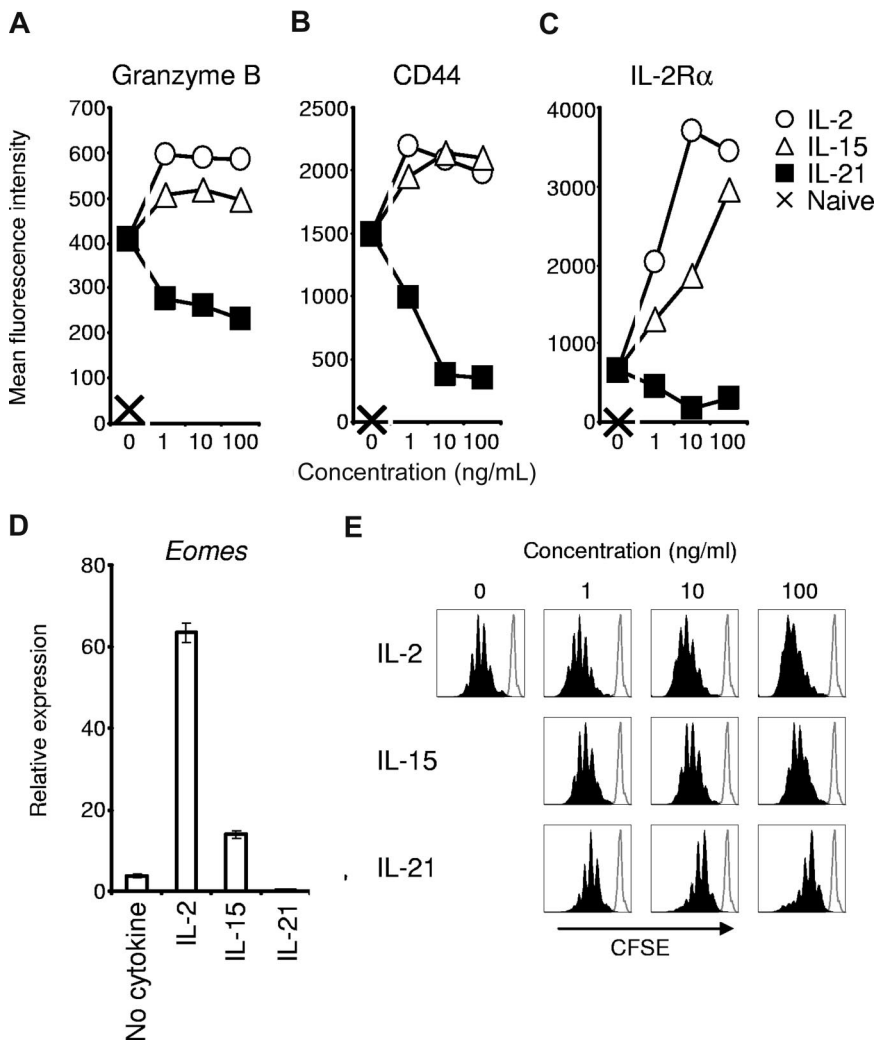 A
Granzyme B
Mean fluorescence intensity
700
600
500
400
300
200
100
0
0 1 10 100
B
CD44
2500
2000
1500
1000
500
0
0 1 10 100
Concentration (ng/mL)
C
IL-2Rα
4000
3000
2000
1000
0
0 1 10 100
IL-2
IL-15
IL-21
Naive
D
Eomes
Relative expression
80
60
40
20
0
No cytokine
IL-2
IL-15
IL-21
E
Concentration (ng/ml)
0 1 10 100
IL-2
IL-15
IL-21
CFSE